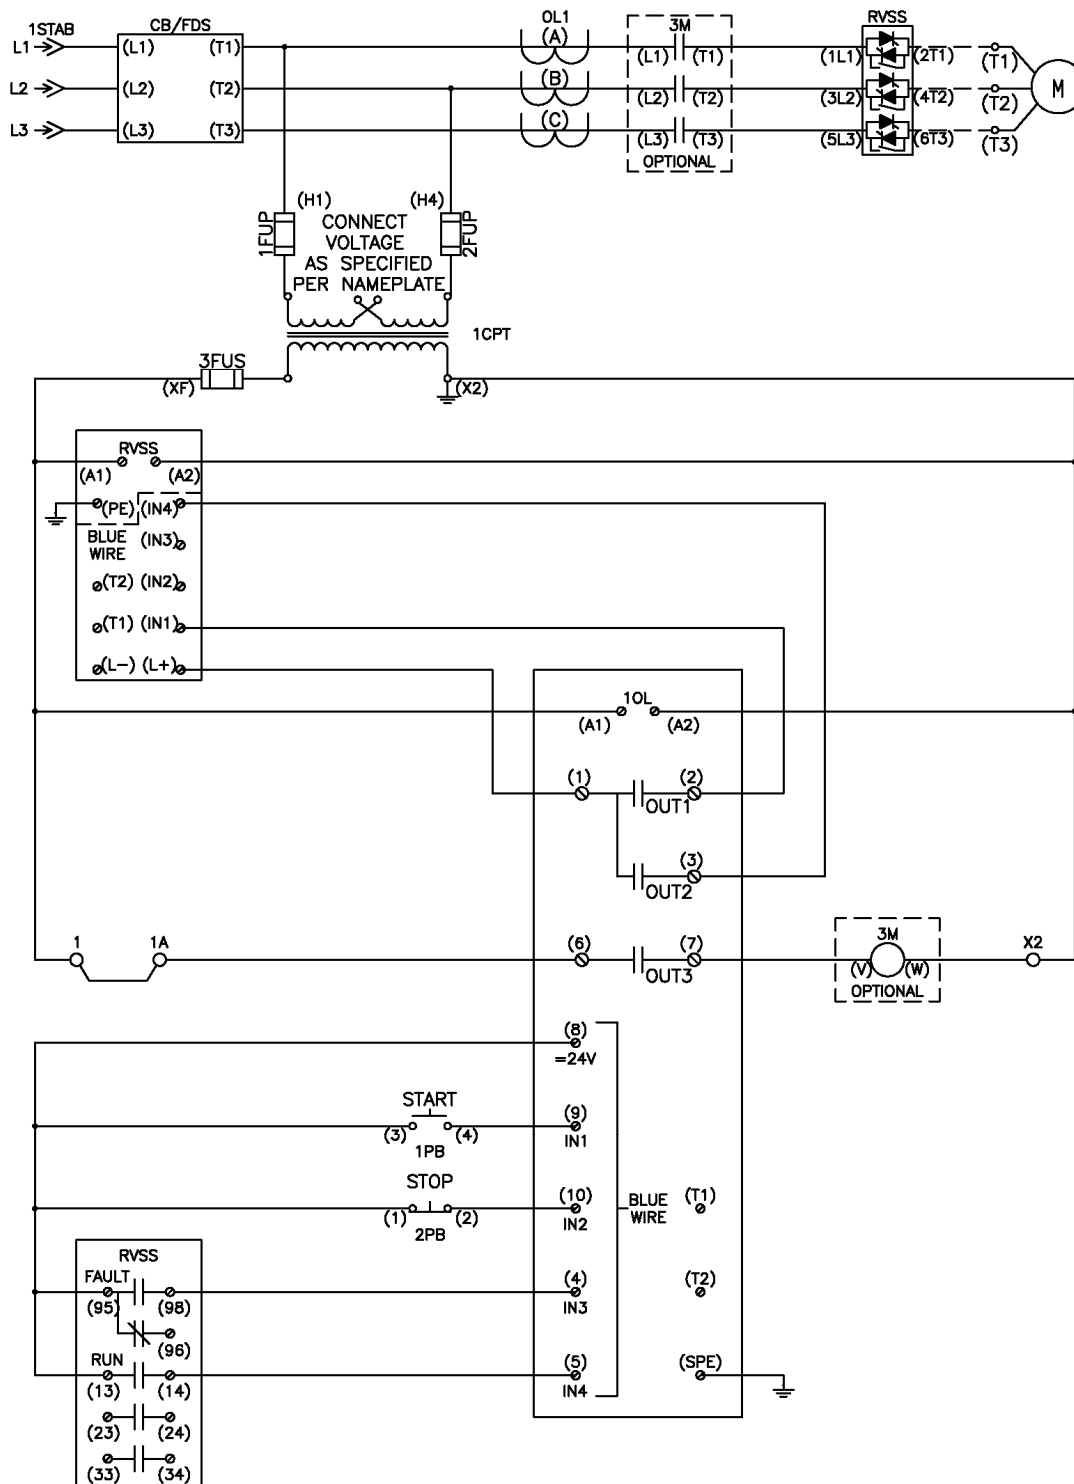 1STAB
CB/FDS
OL1
3M
RVSS
L1
(L1) (T1)
(A)
(L1) (T1)
(1L1) (2T1)
(T1)
L2
(L2) (T2)
(B)
(L2) (T2)
(3L2) (4T2)
(T2)
M
L3
(L3) (T3)
(C)
(L3) (T3)
(5L3) (6T3)
(T3)
OPTIONAL
(H1) (H4)
1FUP
2FUP
CONNECT
VOLTAGE
AS SPECIFIED
PER NAMEPLATE
1CPT
3FUS
(XF)
(X2)
RVSS
(A1) (A2)
(PE) (IN4)
BLUE
WIRE
(IN3)
(T2) (IN2)
(T1) (IN1)
(L-) (L+)
1OL
(A1) (A2)
(1) (2)
OUT1
(3)
OUT2
1 1A
(6) (7)
OUT3
3M
(V) (W)
OPTIONAL
X2
(8)
=24V
START
(3) (4)
1PB
(9)
IN1
STOP
(1) (2)
2PB
(10)
IN2
BLUE
WIRE
(T1)
RVSS
FAULT
(95) (98)
(4)
IN3
(T2)
(96)
RUN
(13) (14)
(5)
IN4
(SPE)
(23) (24)
(33) (34)